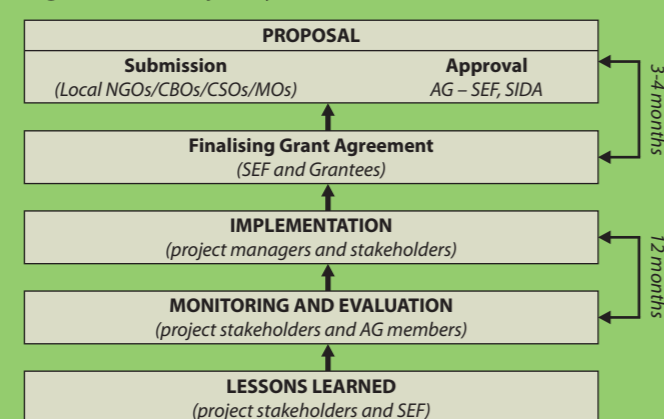 PROPOSAL
Submission
(Local NGOs/CBOs/CSOs/MOs)
Approval
AG – SEF, SIDA
3-4 months
Finalising Grant Agreement
(SEF and Grantees)
IMPLEMENTATION
(project managers and stakeholders)
12 months
MONITORING AND EVALUATION
(project stakeholders and AG members)
LESSONS LEARNED
(project stakeholders and SEF)